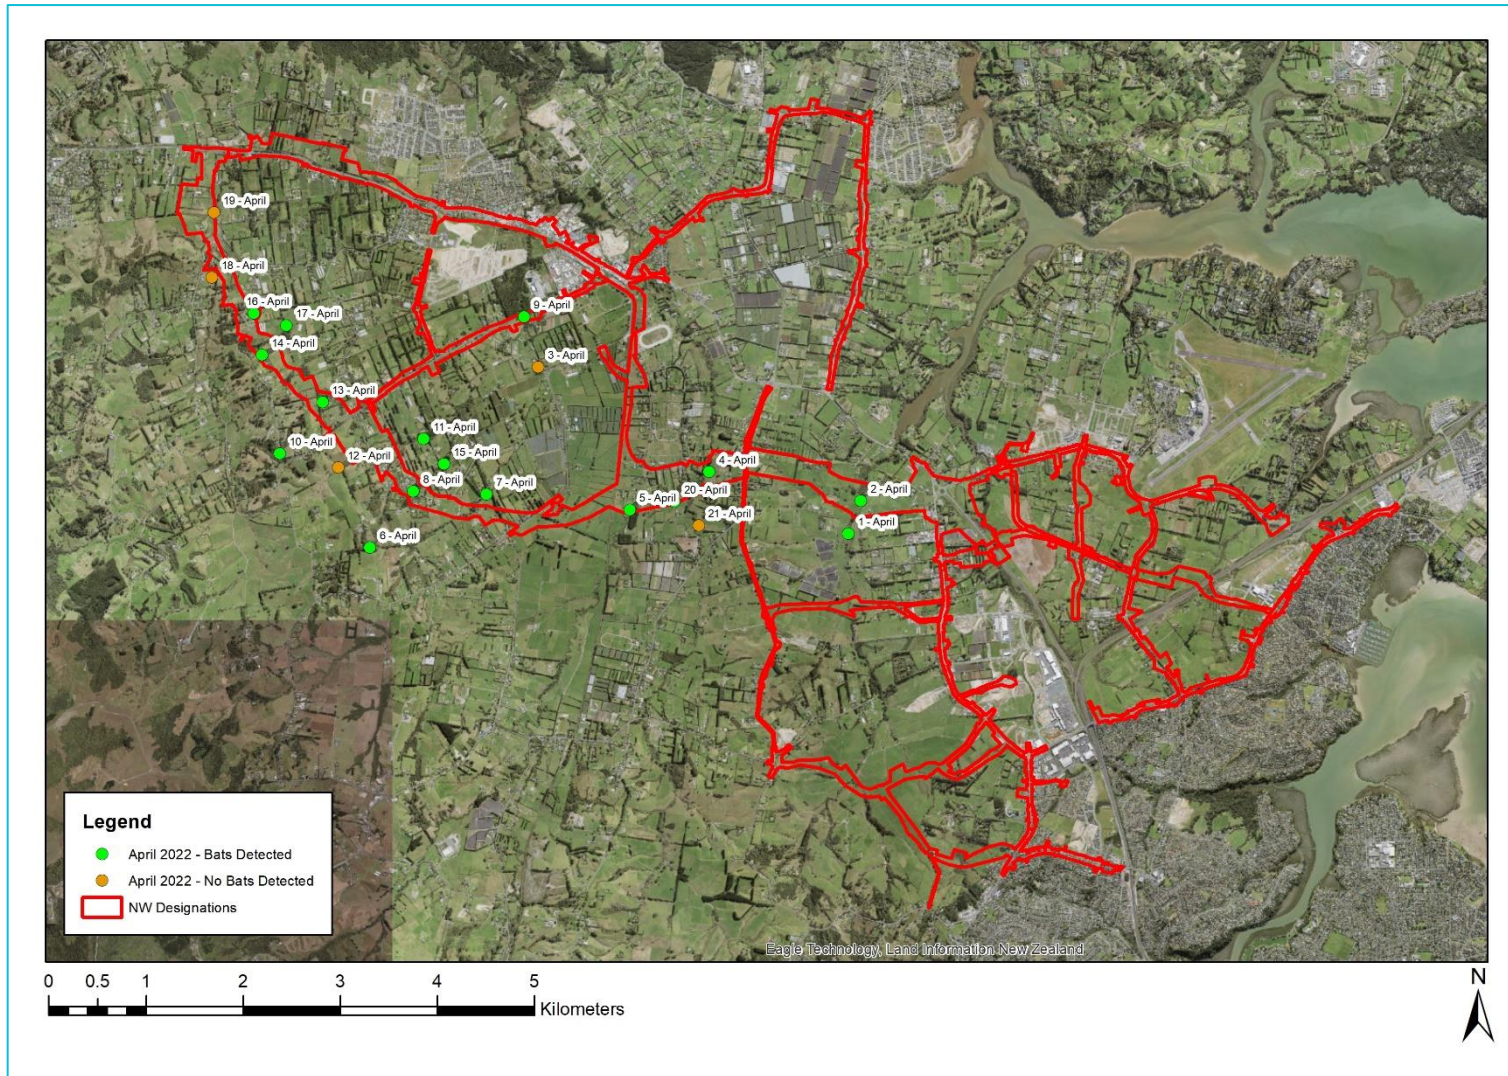 19 - April
18 - April
16 - April
17 - April
9 - April
14 - April
3 - April
13 - April
11 - April
10 - April
15 - April
12 - April
4 - April
8 - April
7 - April
20 - April
2 - April
5 - April
21 - April
1 - April
6 - April
Legend
April 2022 - Bats Detected
April 2022 - No Bats Detected
NW Designations
Eagle Technology, Land Information New Zealand
0 0.5 1 2 3 4 5
Kilometers
N